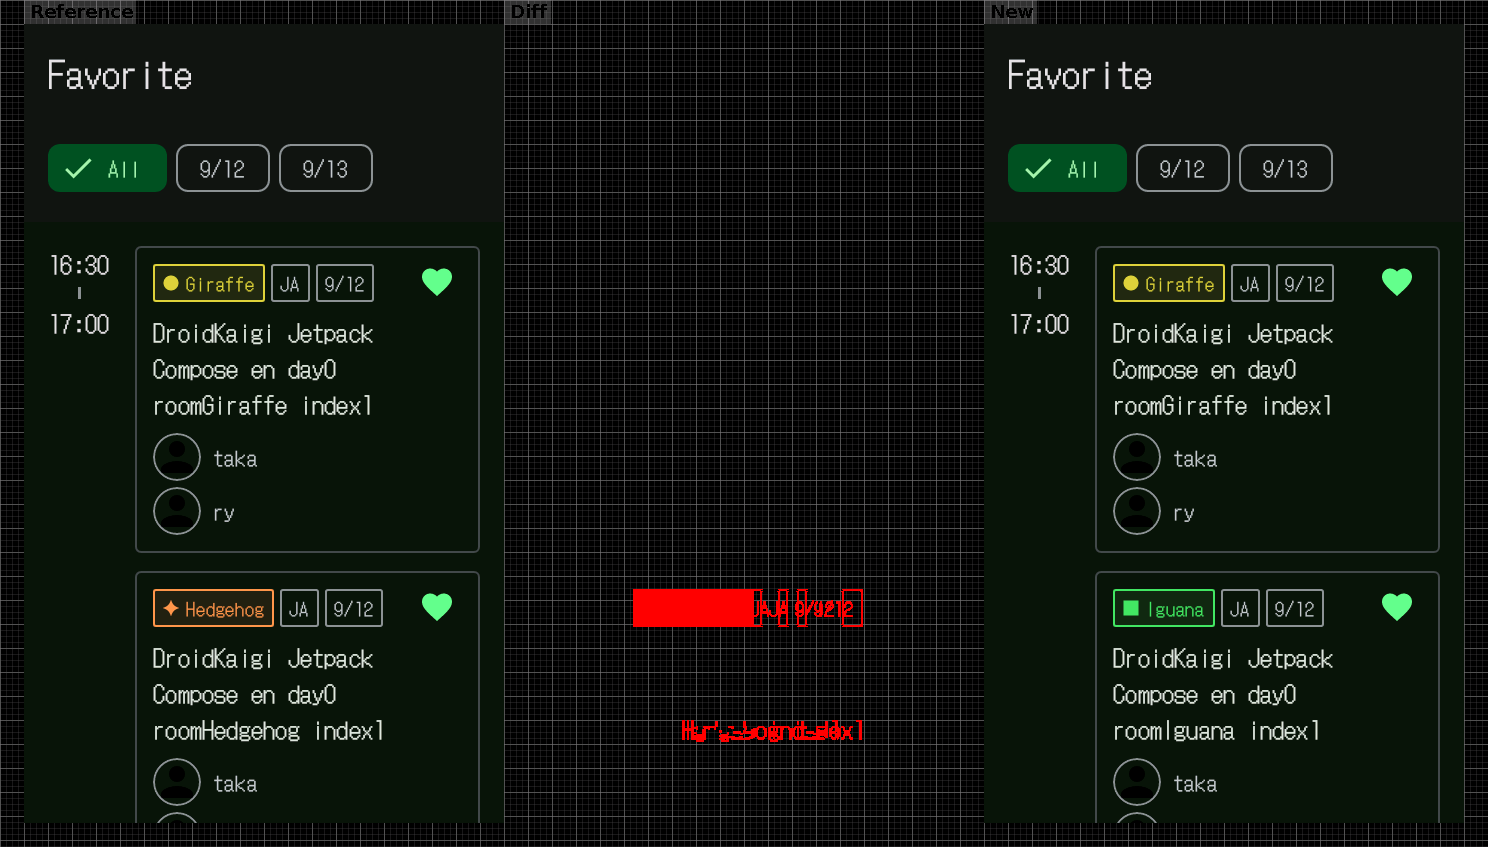 Reference
Favorite
All
9/12
9/13
16:30
17:00
Giraffe
JA
9/12
DroidKaigi Jetpack
Compose en day0
roomGiraffe index1
taka
ry
Hedgehog
JA
9/12
DroidKaigi Jetpack
Compose en day0
roomHedgehog index1
taka
Diff
New
Favorite
All
9/12
9/13
16:30
17:00
Giraffe
JA
9/12
DroidKaigi Jetpack
Compose en day0
roomGiraffe index1
taka
ry
Iguana
JA
9/12
DroidKaigi Jetpack
Compose en day0
roomIguana index1
taka